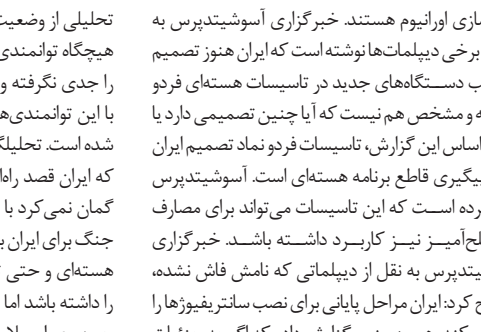 سازی اورانیوم هستند. خبرگزاری آسوشیتدپرس به
برخی دیپلمات‌ها نوشته است که ایران هنوز تصمیم
ب دستگاه‌های جدید در تاسیسات هسته‌ای فردو
ه و مشخص هم نیست که آیا چنین تصمیمی دارد یا
اساس این گزارش، تاسیسات فردو نماد تصمیم ایران
یگیری قاطع برنامه هسته‌ای است. آسوشیتدپرس
رده است که این تاسیسات می‌تواند برای مصارف
لح‌آمیز نیز کاربرد داشته باشد. خبرگزاری
یتدپرس به نقل از دیپلماتی که نامش فاش نشده،
ح کرد: ایران مراحل پایانی برای نصب سانتریفیوژها را
تحلیلی از وضعیت
هیچگاه توانمندی
را جدی نگرفته و
با این توانمندی‌ه
شده است. تحلیلگ
که ایران قصد راه‌ا
گمان نمی‌کرد با
جنگ برای ایران ب
هسته‌ای و حتی
را داشته باشد اما